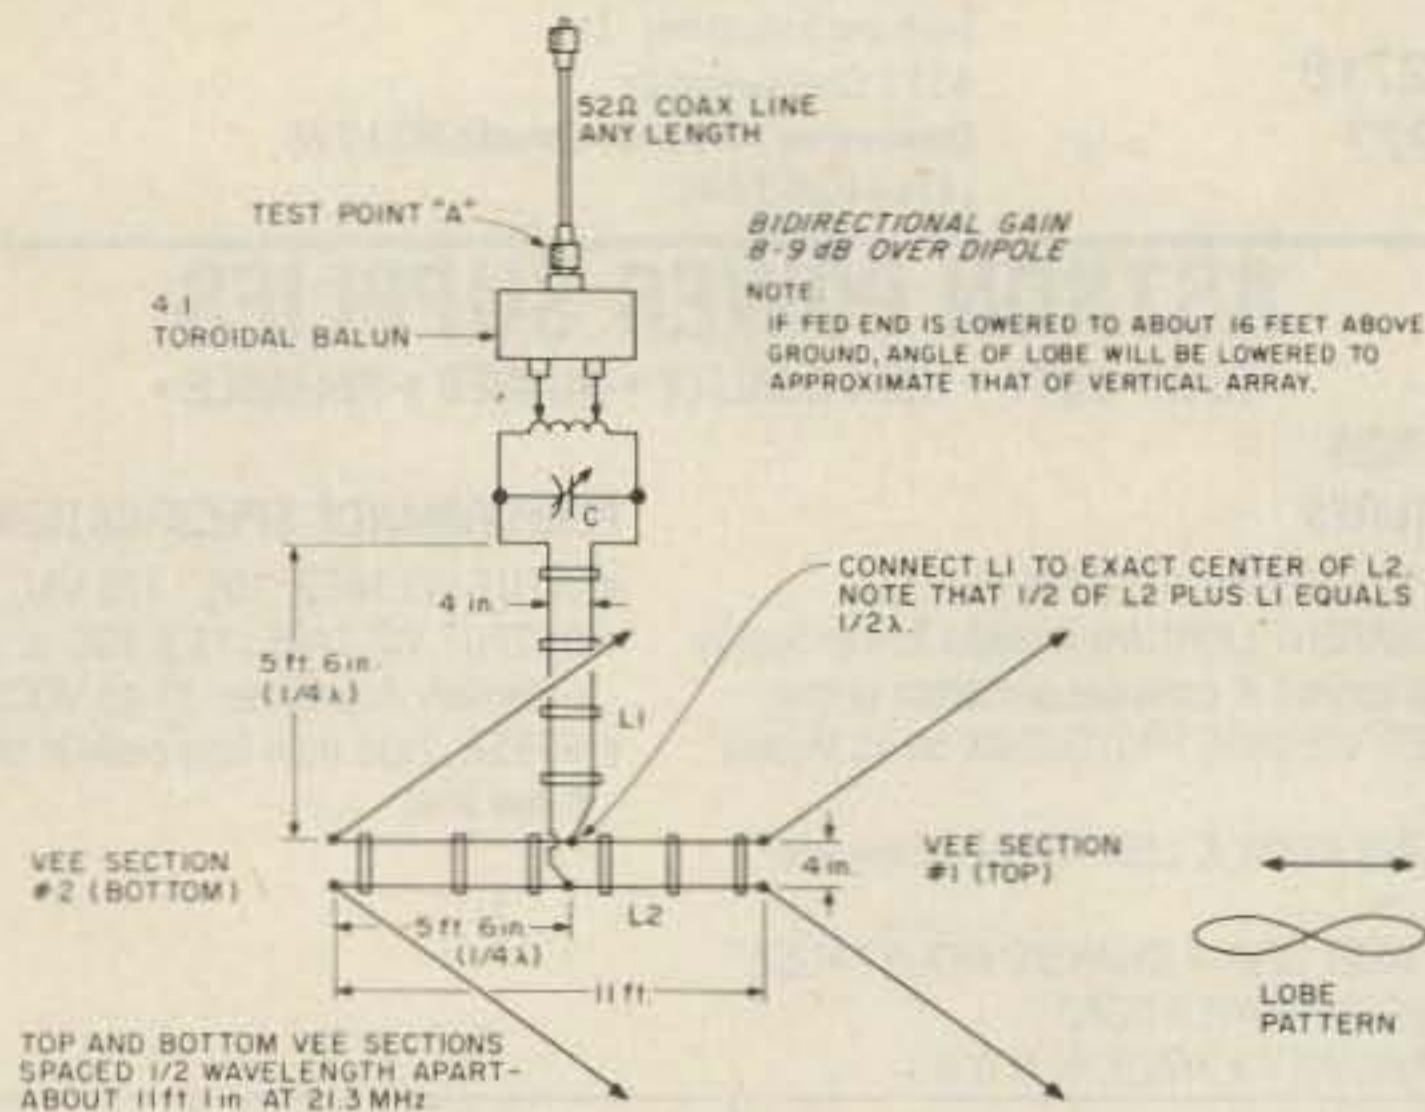 52Ω COAX LINE
ANY LENGTH
TEST POINT "A"
BIDIRECTIONAL GAIN
8-9 dB OVER DIPOLE
NOTE:
IF FED END IS LOWERED TO ABOUT 16 FEET ABOVE
GROUND, ANGLE OF LOBE WILL BE LOWERED TO
APPROXIMATE THAT OF VERTICAL ARRAY.
4:1
TOROIDAL BALUN
C
CONNECT L1 TO EXACT CENTER OF L2.
NOTE THAT 1/2 OF L2 PLUS L1 EQUALS
1/2λ.
4 in.
5 ft. 6 in.
(1/4 λ)
L1
VEE SECTION
#2 (BOTTOM)
4 in.
VEE SECTION
#1 (TOP)
L2
5 ft. 6 in.
(1/4 λ)
11 ft.
LOBE
PATTERN
TOP AND BOTTOM VEE SECTIONS
SPACED 1/2 WAVELENGTH APART-
ABOUT 11 ft 1 in AT 21.3 MHz